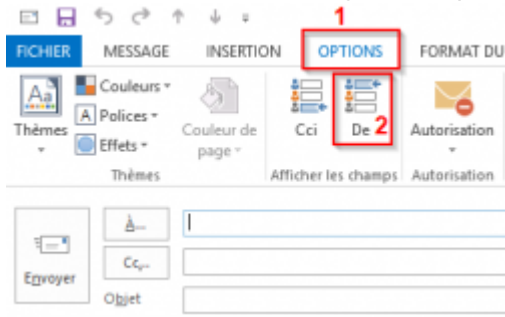 1
FICHIER MESSAGE INSERTION OPTIONS FORMAT DU
Aa Couleurs
Thèmes A Polices Couleur de page Cci De 2 Autorisation
Effets
Thèmes Afficher les champs Autorisation
À...
Cc...
Envoyer
Objet